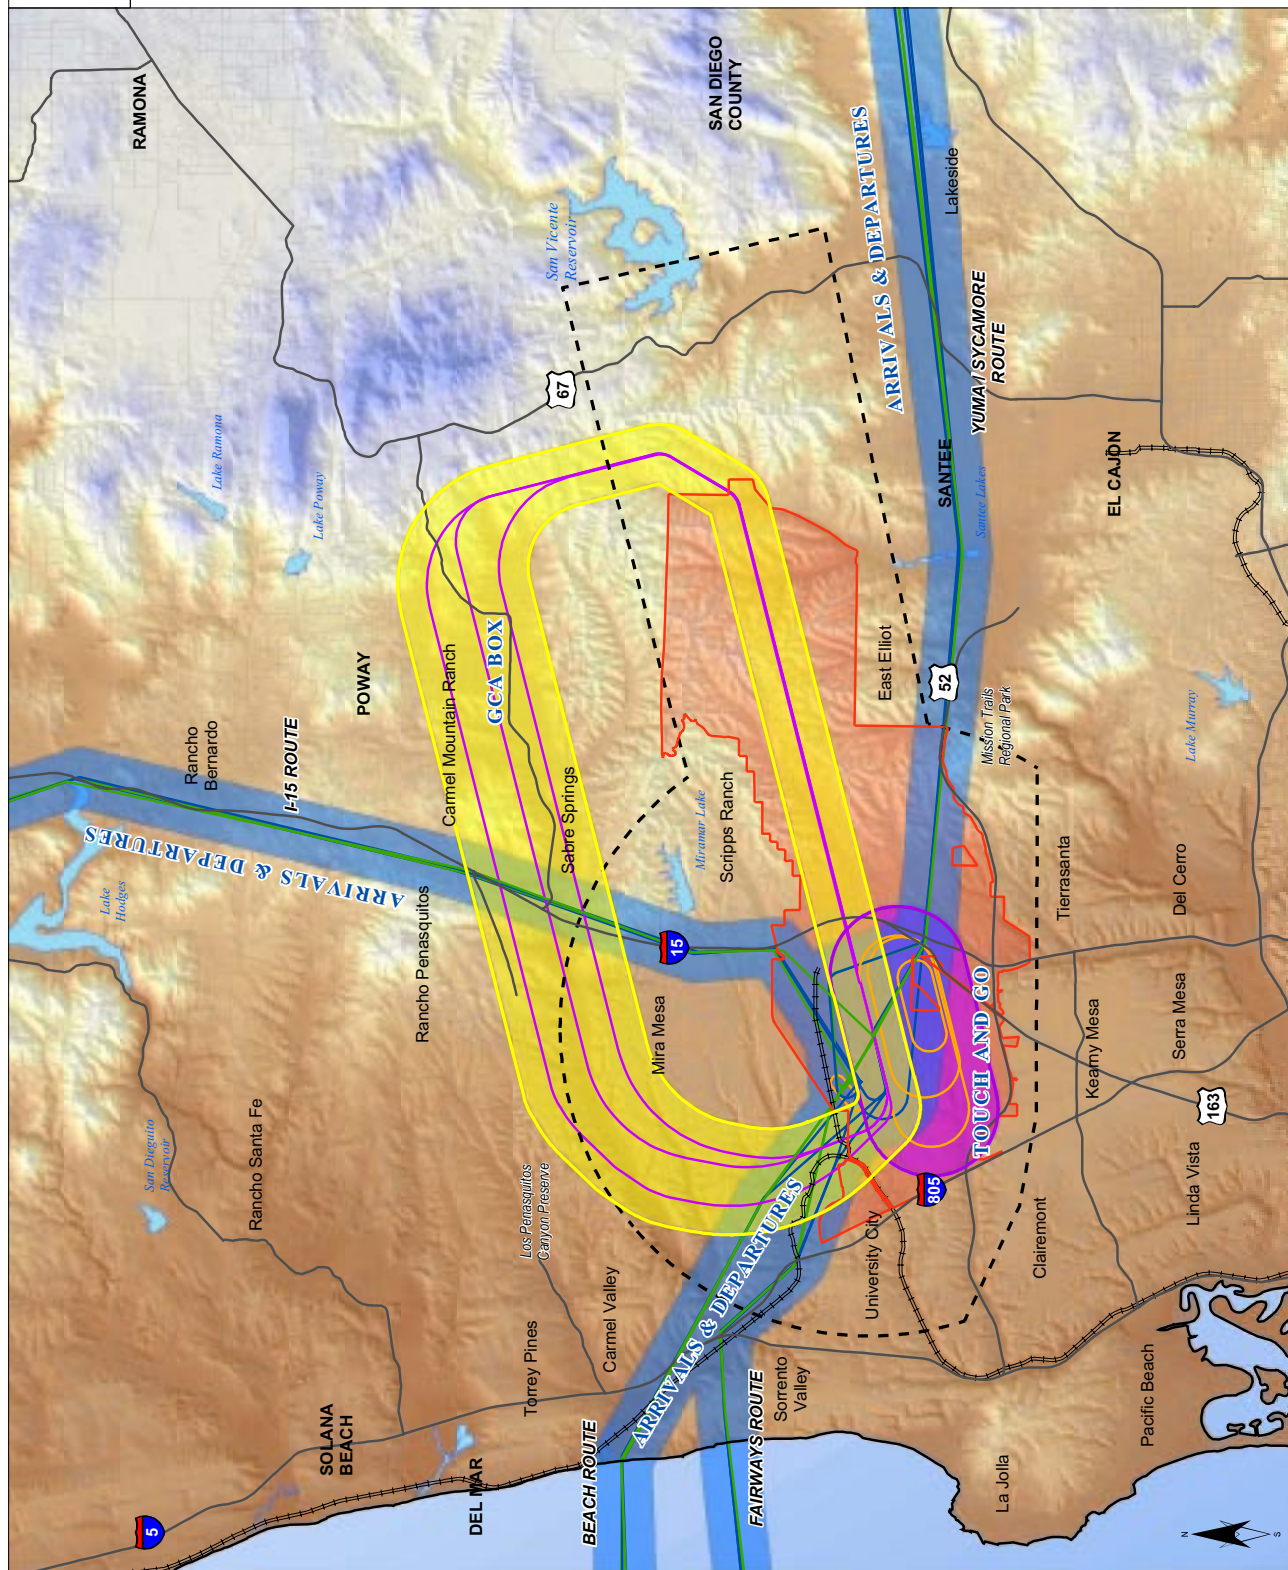 RAMONA
SAN DIEGO
COUNTY
San Vicente
Reservoir
ARRIVALS & DEPARTURES
Lakeside
67
YUMA / SYCAMORE
ROUTE
Lake Ramona
Lake Poway
SANTEE
Santee Lakes
EL CAJON
POWAY
Carmel Mountain Ranch
GCA BOX
East Elliot
52
Mission Trails
Regional Park
Lake Murray
Rancho
Bernardo
I-15 ROUTE
ARRIVALS & DEPARTURES
Lake
Hodges
Sabre Springs
Miramar Lake
Scripps Ranch
Tierrasanta
Del Cerro
Rancho Penasquitos
15
Mira Mesa
TOUCH AND GO
Kearny Mesa
Serra Mesa
163
San Dieguito
Reservoir
Rancho Santa Fe
Los Penasquitos
Canyon Preserve
805
Linda Vista
ARRIVALS & DEPARTURES
University City
Clairemont
Carmel Valley
Torrey Pines
Sorrento
Valley
Pacific Beach
SOLANA
BEACH
DEL MAR
BEACH ROUTE
FAIRWAYS ROUTE
La Jolla
5
N
S